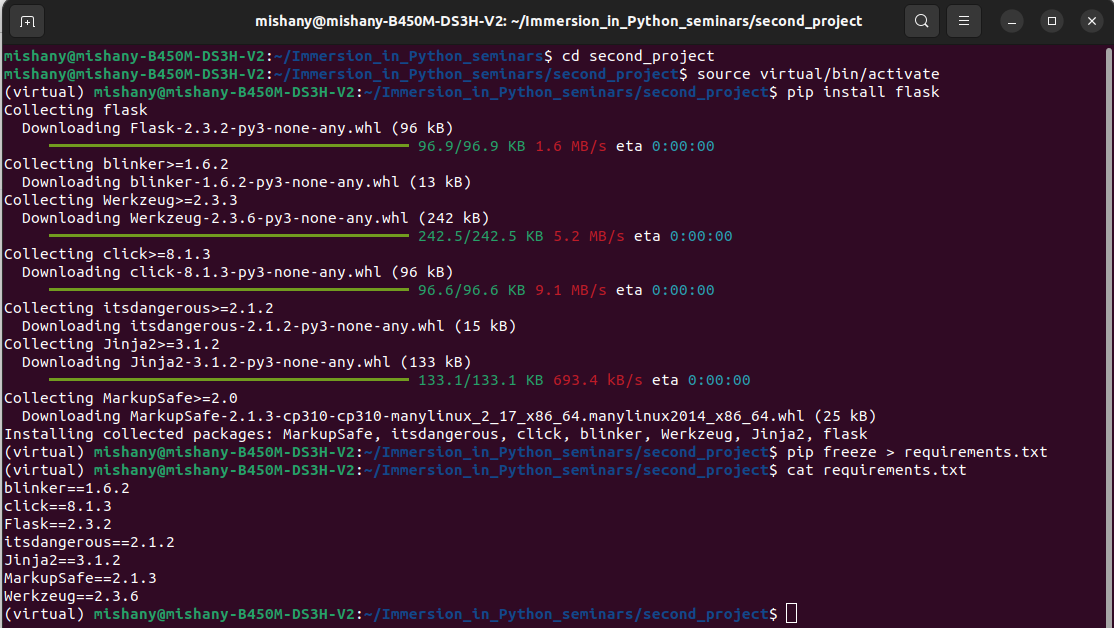 mishany@mishany-B450M-DS3H-V2: ~/Immersion_in_Python_seminars/second_project
mishany@mishany-B450M-DS3H-V2:~/Immersion_in_Python_seminars$ cd second_project
mishany@mishany-B450M-DS3H-V2:~/Immersion_in_Python_seminars/second_project$ source virtual/bin/activate
(virtual) mishany@mishany-B450M-DS3H-V2:~/Immersion_in_Python_seminars/second_project$ pip install flask
Collecting flask
  Downloading Flask-2.3.2-py3-none-any.whl (96 kB)
96.9/96.9 KB 1.6 MB/s eta 0:00:00
Collecting blinker>=1.6.2
  Downloading blinker-1.6.2-py3-none-any.whl (13 kB)
Collecting Werkzeug>=2.3.3
  Downloading Werkzeug-2.3.6-py3-none-any.whl (242 kB)
242.5/242.5 KB 5.2 MB/s eta 0:00:00
Collecting click>=8.1.3
  Downloading click-8.1.3-py3-none-any.whl (96 kB)
96.6/96.6 KB 9.1 MB/s eta 0:00:00
Collecting itsdangerous>=2.1.2
  Downloading itsdangerous-2.1.2-py3-none-any.whl (15 kB)
Collecting Jinja2>=3.1.2
  Downloading Jinja2-3.1.2-py3-none-any.whl (133 kB)
133.1/133.1 KB 693.4 kB/s eta 0:00:00
Collecting MarkupSafe>=2.0
  Downloading MarkupSafe-2.1.3-cp310-cp310-manylinux_2_17_x86_64.manylinux2014_x86_64.whl (25 kB)
Installing collected packages: MarkupSafe, itsdangerous, click, blinker, Werkzeug, Jinja2, flask
(virtual) mishany@mishany-B450M-DS3H-V2:~/Immersion_in_Python_seminars/second_project$ pip freeze > requirements.txt
(virtual) mishany@mishany-B450M-DS3H-V2:~/Immersion_in_Python_seminars/second_project$ cat requirements.txt
blinker==1.6.2
click==8.1.3
Flask==2.3.2
itsdangerous==2.1.2
Jinja2==3.1.2
MarkupSafe==2.1.3
Werkzeug==2.3.6
(virtual) mishany@mishany-B450M-DS3H-V2:~/Immersion_in_Python_seminars/second_project$